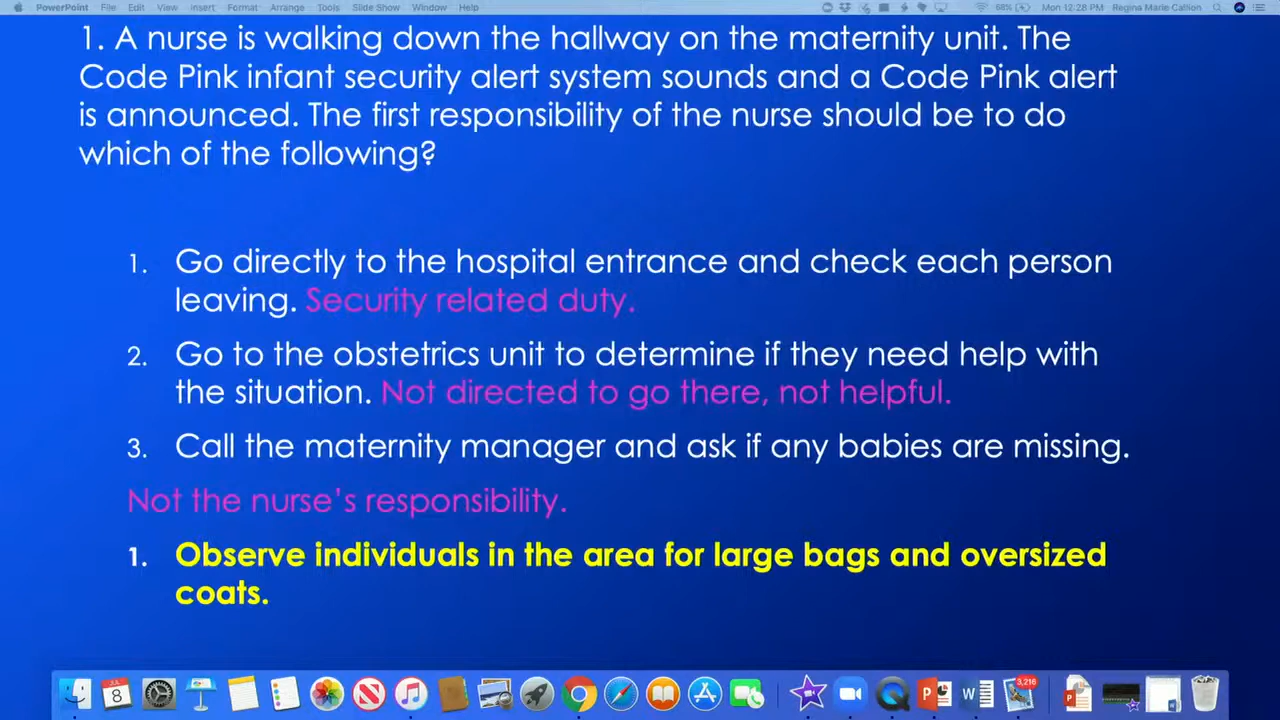 PowerPoint File Edit View Insert Format Arrange Tools Slide Show Window Help 68% Mon 12:28 PM Regina Marie Callion
1. A nurse is walking down the hallway on the maternity unit. The
Code Pink infant security alert system sounds and a Code Pink alert
is announced. The first responsibility of the nurse should be to do
which of the following?
1. Go directly to the hospital entrance and check each person
leaving. Security related duty.
2. Go to the obstetrics unit to determine if they need help with
the situation. Not directed to go there, not helpful.
3. Call the maternity manager and ask if any babies are missing.
Not the nurse's responsibility.
1. Observe individuals in the area for large bags and oversized
coats.
JUL
8
3,216